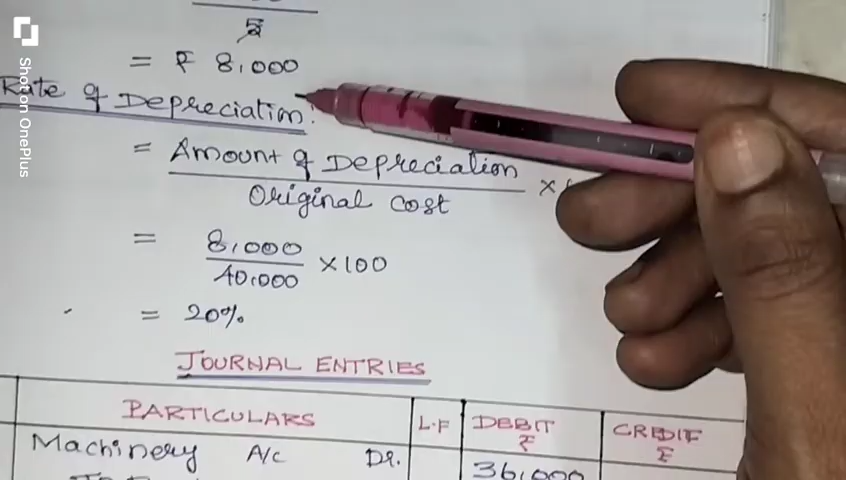 5
= ₹ 8,000
Rate of Depreciation:
= Amount of Depreciation
Original Cost ×
= 8,000
40,000 ×100
= 20%
JOURNAL ENTRIES
PARTICULARS L.F DEBIT ₹ CREDIT ₹
Machinery A/c Dr. 36,000
Shot on OnePlus